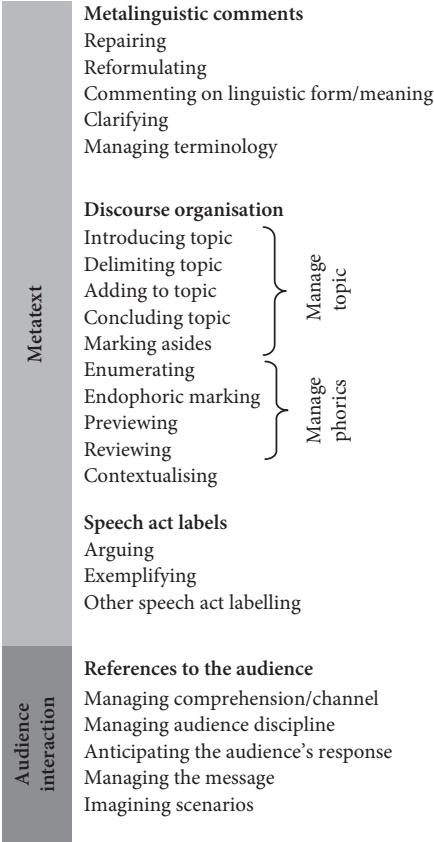 Metatext
Metalinguistic comments
Repairing
Reformulating
Commenting on linguistic form/meaning
Clarifying
Managing terminology
Discourse organisation
Introducing topic
Delimiting topic
Adding to topic
Concluding topic
Marking asides
Manage
topic
Enumerating
Endophoric marking
Previewing
Reviewing
Manage
phorics
Contextualising
Speech act labels
Arguing
Exemplifying
Other speech act labelling
Audience
interaction
References to the audience
Managing comprehension/channel
Managing audience discipline
Anticipating the audience’s response
Managing the message
Imagining scenarios